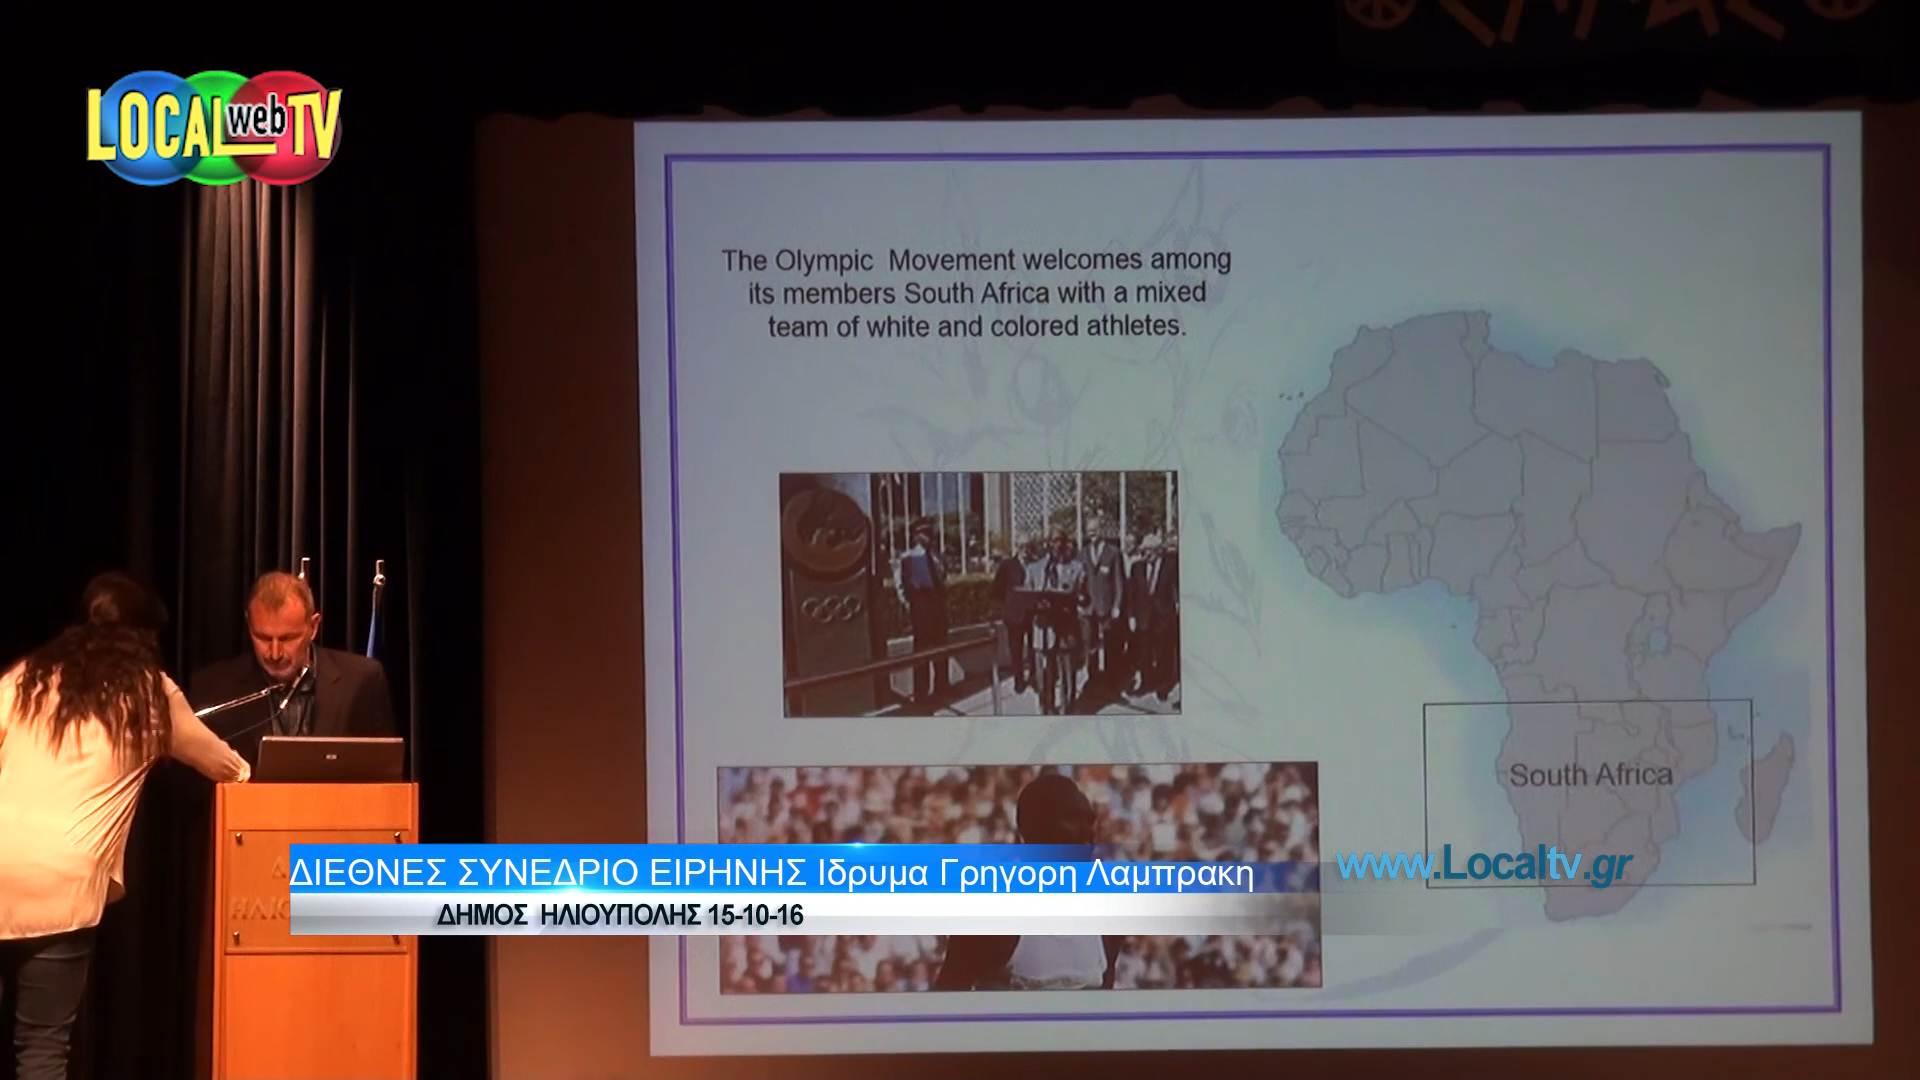 LOCAL web TV
The Olympic Movement welcomes among
its members South Africa with a mixed
team of white and colored athletes.
South Africa
ΔΙΕΘΝΕΣ ΣΥΝΕΔΡΙΟ ΕΙΡΗΝΗΣ Ιδρυμα Γρηγορη Λαμπρακη
www.Localtv.gr
ΔΗΜΟΣ ΗΛΙΟΥΠΟΛΗΣ 15-10-16